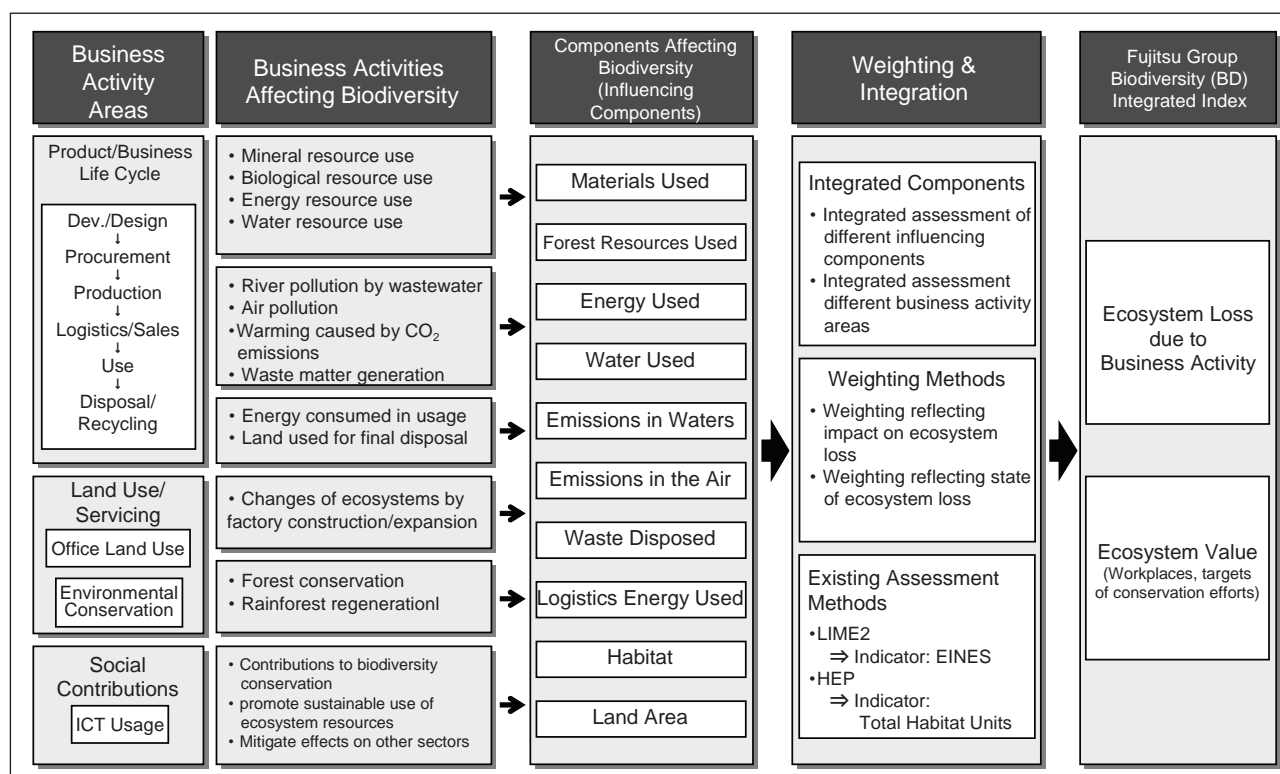 Business
Activity
Areas
Business Activities
Affecting Biodiversity
Components Affecting
Biodiversity
(Influencing
Components)
Weighting &
Integration
Fujitsu Group
Biodiversity (BD)
Integrated Index
Product/Business
Life Cycle
Dev./Design
↓
Procurement
↓
Production
↓
Logistics/Sales
↓
Use
↓
Disposal/
Recycling
Land Use/
Servicing
Office Land Use
Environmental
Conservation
Social
Contributions
ICT Usage
• Mineral resource use
• Biological resource use
• Energy resource use
• Water resource use
• River pollution by wastewater
• Air pollution
•Warming caused by CO₂
emissions
• Waste matter generation
• Energy consumed in usage
• Land used for final disposal
• Changes of ecosystems by
factory construction/expansion
• Forest conservation
• Rainforest regenerationl
• Contributions to biodiversity
conservation
• promote sustainable use of
ecosystem resources
• Mitigate effects on other sectors
Materials Used
Forest Resources Used
Energy Used
Water Used
Emissions in Waters
Emissions in the Air
Waste Disposed
Logistics Energy Used
Habitat
Land Area
Integrated Components
• Integrated assessment of
different influencing
components
• Integrated assessment
different business activity
areas
Weighting Methods
• Weighting reflecting
impact on ecosystem
loss
• Weighting reflecting state
of ecosystem loss
Existing Assessment
Methods
•LIME2
⇒ Indicator: EINES
•HEP
⇒ Indicator:
Total Habitat Units
Ecosystem Loss
due to
Business Activity
Ecosystem Value
(Workplaces, targets
of conservation efforts)